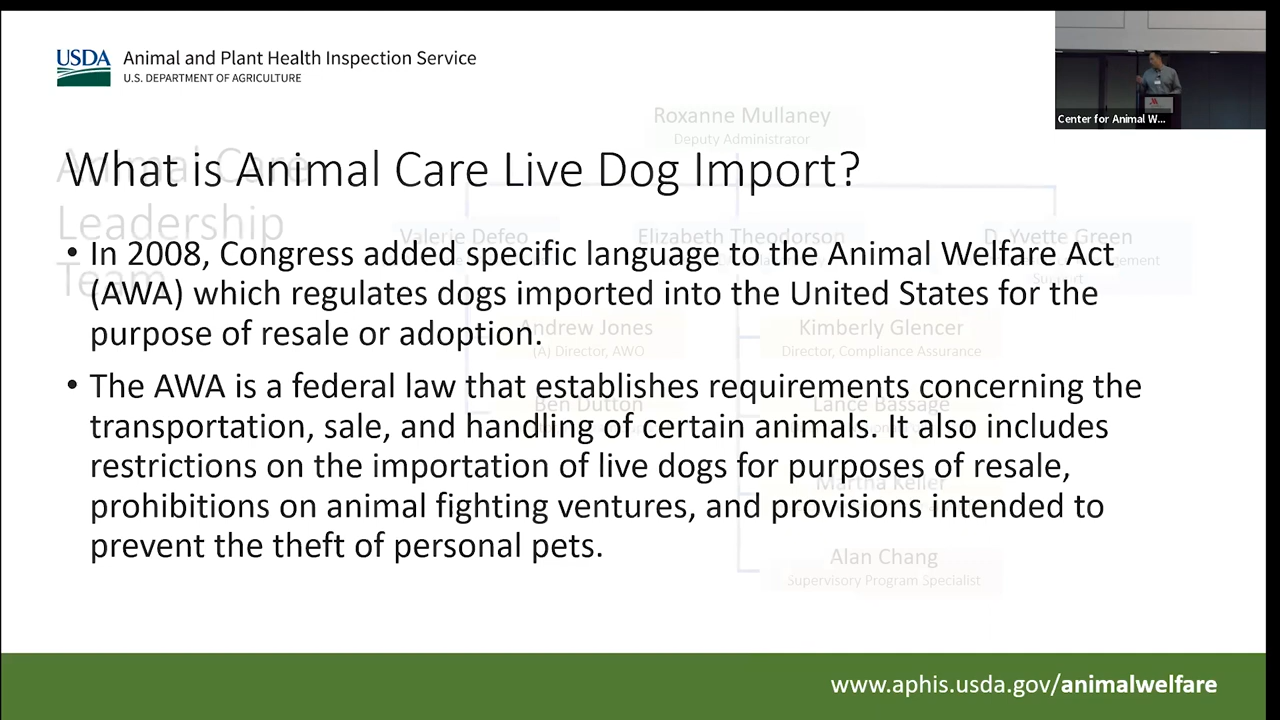 USDA
Animal and Plant Health Inspection Service
U.S. DEPARTMENT OF AGRICULTURE
Center for Animal W...
Roxanne Mullaney
Deputy Administrator
Animal Care
Leadership
Team
What is Animal Care Live Dog Import?
Valerie Defeo
Elizabeth Theodorson
D. Yvette Green
• In 2008, Congress added specific language to the Animal Welfare Act
(AWA) which regulates dogs imported into the United States for the
purpose of resale or adoption.
Andrew Jones
(A) Director, AWO
Kimberly Glencer
Director, Compliance Assurance
• The AWA is a federal law that establishes requirements concerning the
transportation, sale, and handling of certain animals. It also includes
restrictions on the importation of live dogs for purposes of resale,
prohibitions on animal fighting ventures, and provisions intended to
prevent the theft of personal pets.
Ben Dutton
Lance Bassage
Martha Keller
Alan Chang
Supervisory Program Specialist
www.aphis.usda.gov/animalwelfare